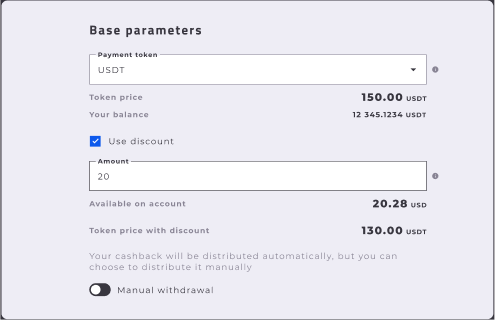 Base parameters
Payment token
USDT
Token price 150.00 USDT
Your balance 12 345.1234 USDT
Use discount
Amount
20
Available on account 20.28 USD
Token price with discount 130.00 USDT
Your cashback will be distributed automatically, but you can
choose to distribute it manually
Manual withdrawal